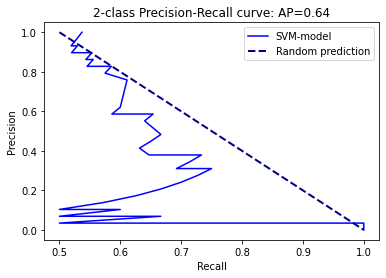 2-class Precision-Recall curve: AP=0.64
SVM-model
Random prediction
Precision
1.0
0.8
0.6
0.4
0.2
0.0
0.5 0.6 0.7 0.8 0.9 1.0
Recall